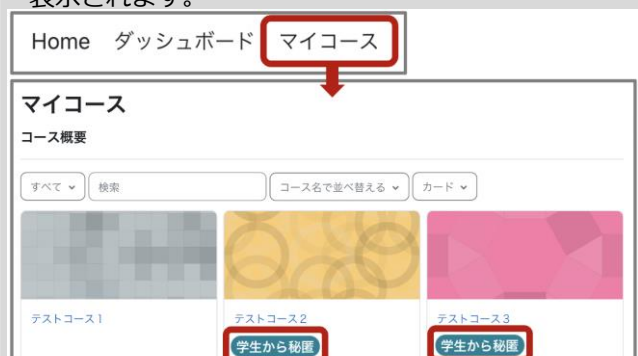 表示されます。
Home ダッシュボード マイコース
マイコース
コース概要
すべて 検索 コース名で並べ替える カード
テストコース1 テストコース2 テストコース3
学生から秘匿 学生から秘匿